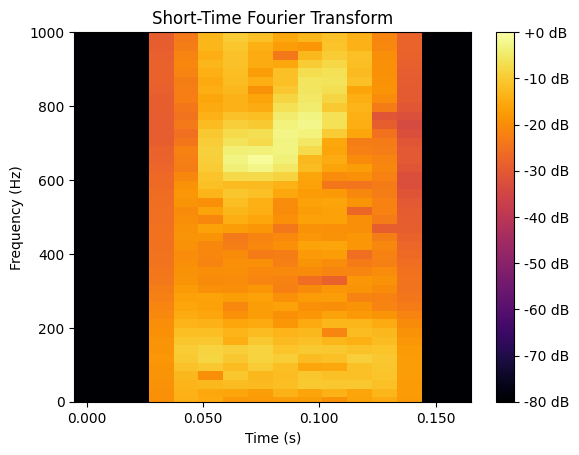 Short-Time Fourier Transform
1000
800
600
400
200
0
Frequency (Hz)
0.000
0.050
0.100
0.150
Time (s)
+0 dB
-10 dB
-20 dB
-30 dB
-40 dB
-50 dB
-60 dB
-70 dB
-80 dB